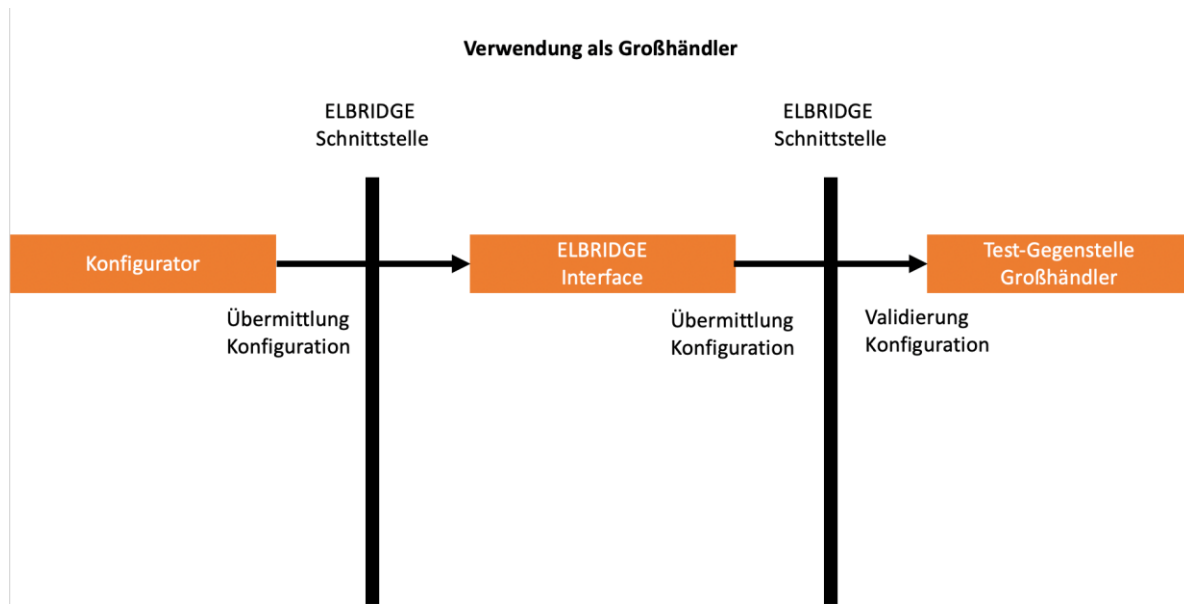 Verwendung als Großhändler
ELBRIDGE
Schnittstelle
ELBRIDGE
Schnittstelle
Konfigurator
ELBRIDGE
Interface
Test-Gegenstelle
Großhändler
Übermittlung
Konfiguration
Übermittlung
Konfiguration
Validierung
Konfiguration